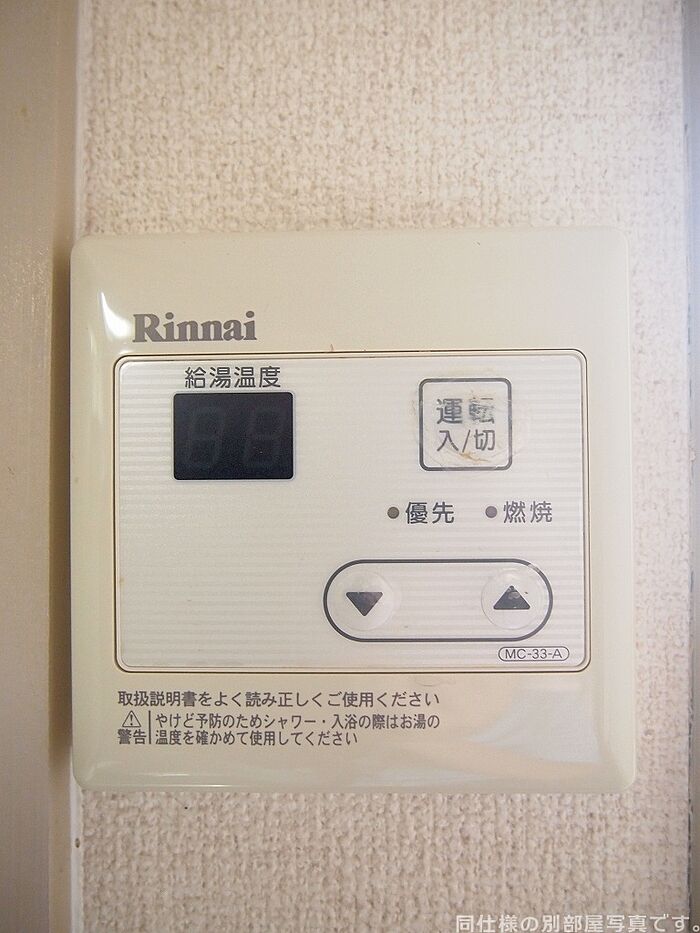 Rinnai
給湯温度
運転
入/切
優先
燃焼
MC-33-A
取扱説明書をよく読み正しくご使用ください
警告
やけど予防のためシャワー・入浴の際はお湯の
温度を確かめて使用してください
同仕様の別部屋写真です。